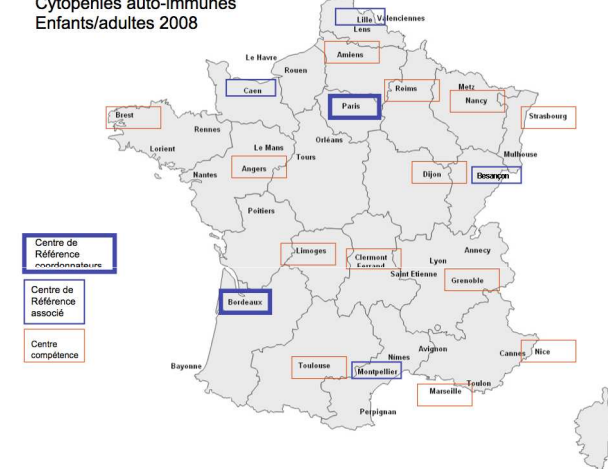 Cytopénies auto-immunes
Enfants/adultes 2008
Lille Valenciennes
Lens
Amiens
Le Havre
Rouen
Caen
Reims
Metz
Nancy
Paris
Strasbourg
Brest
Rennes
Lorient
Le Mans
Orléans
Tours
Mulhouse
Angers
Nantes
Dijon
Besançon
Poitiers
Limoges
Clermont
Ferrand
Lyon
Annecy
Saint Etienne
Grenoble
Centre de
Référence
coordonnateurs
Centre de
Référence
associé
Centre
compétence
Bordeaux
Bayonne
Toulouse
Montpellier
Nimes
Avignon
Cannes
Nice
Marseille
Toulon
Perpignan